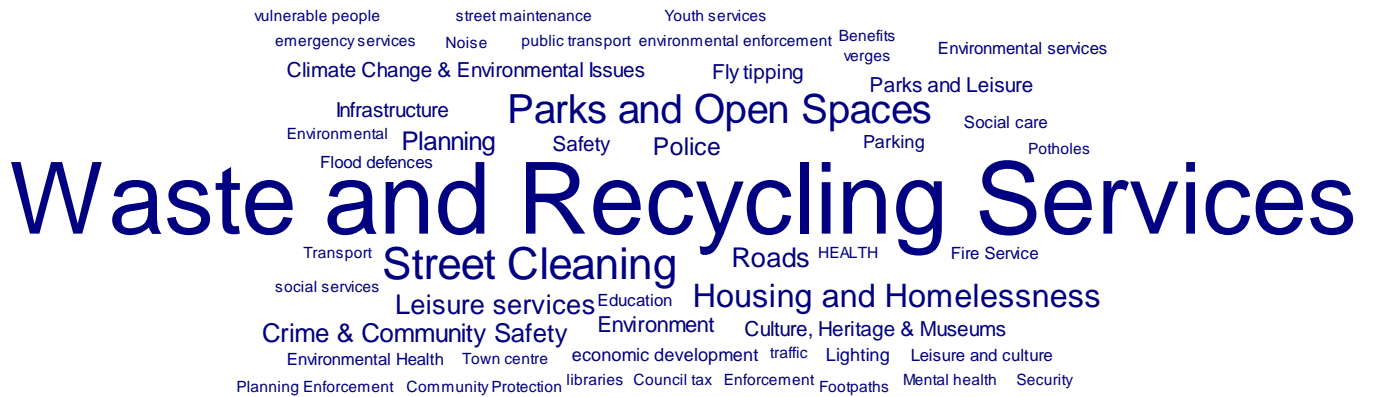 vulnerable people street maintenance Youth services
emergency services Noise public transport environmental enforcement Benefits
verges Environmental services
Climate Change & Environmental Issues Fly tipping Parks and Leisure
Infrastructure Parks and Open Spaces Social care
Environmental Planning Safety Police Parking Potholes
Flood defences
Waste and Recycling Services
Transport Street Cleaning Roads HEALTH Fire Service
social services Leisure services Education Housing and Homelessness
Crime & Community Safety Environment Culture, Heritage & Museums
Environmental Health Town centre economic development traffic Lighting Leisure and culture
Planning Enforcement Community Protection libraries Council tax Enforcement Footpaths Mental health Security